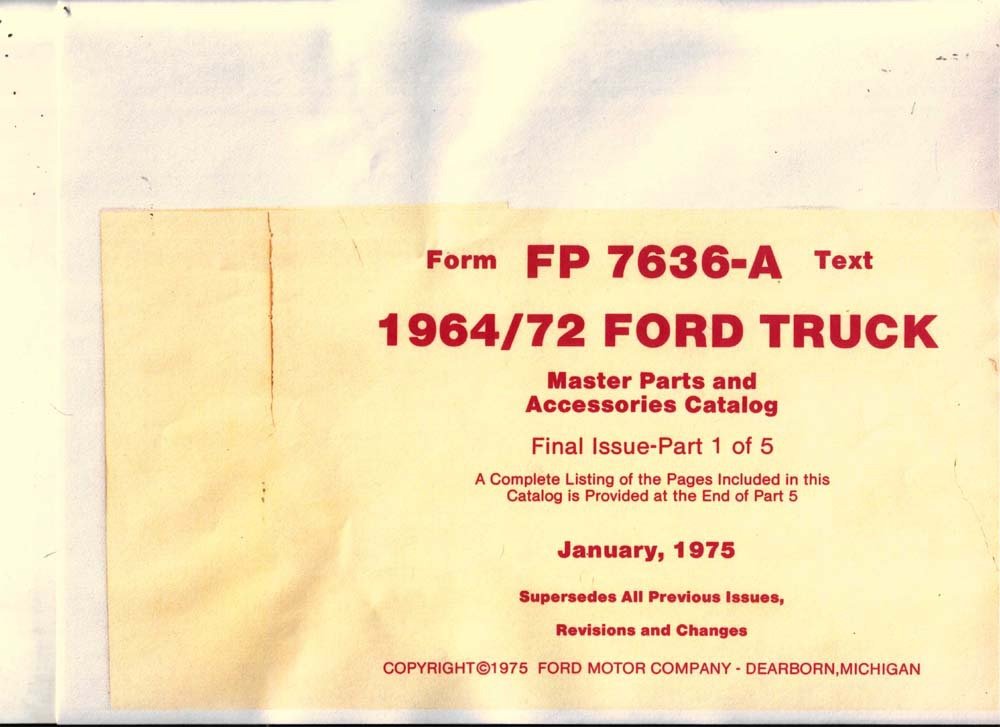 Form FP 7636-A Text
1964/72 FORD TRUCK
Master Parts and
Accessories Catalog
Final Issue-Part 1 of 5
A Complete Listing of the Pages Included in this
Catalog is Provided at the End of Part 5
January, 1975
Supersedes All Previous Issues,
Revisions and Changes
COPYRIGHT©1975 FORD MOTOR COMPANY - DEARBORN,MICHIGAN